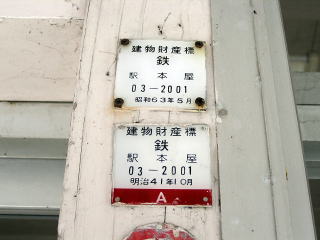 建物財産標
鉄
駅本屋
03-2001
昭和63年5月
建物財産標
鉄
駅本屋
03-2001
明治41年10月
A